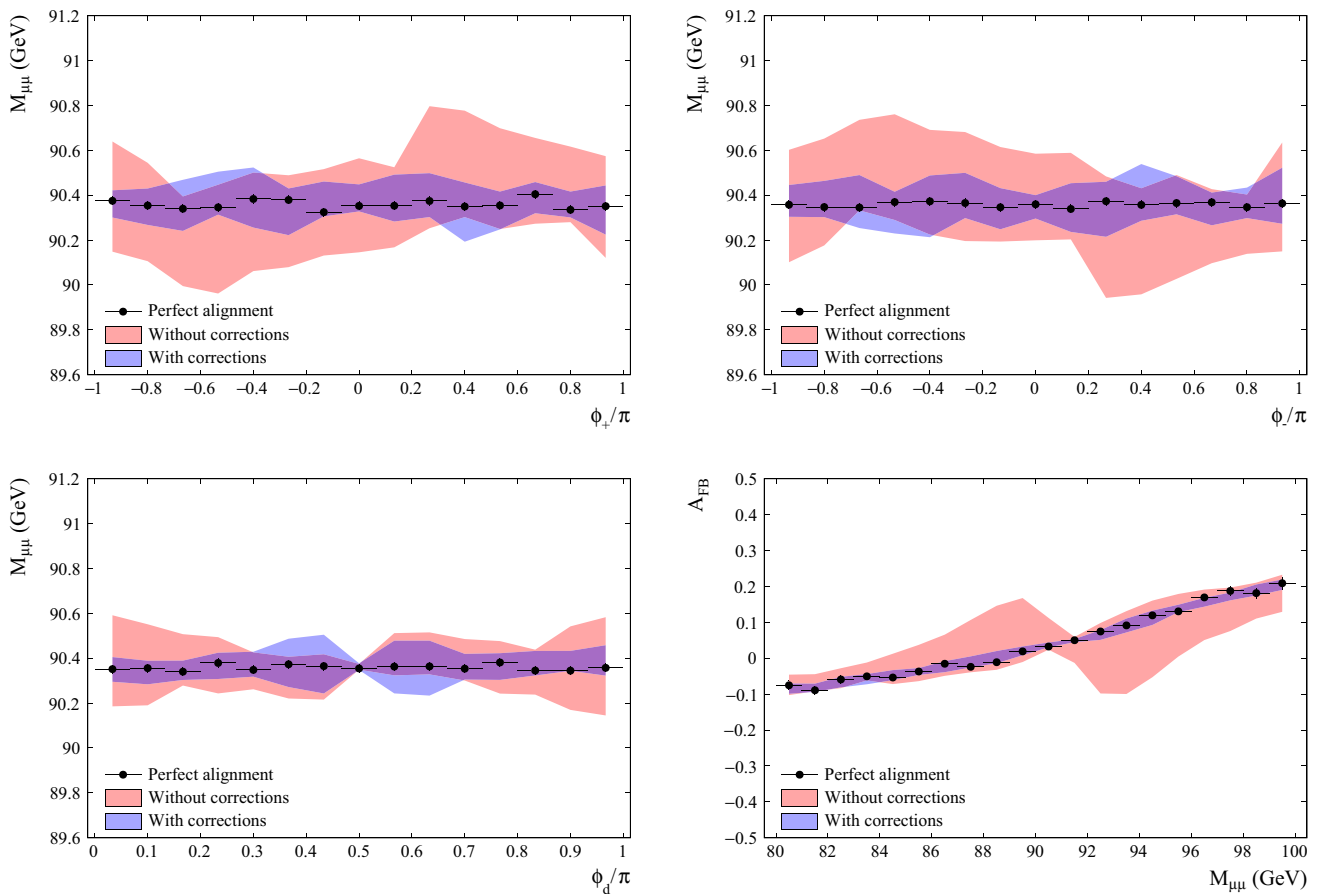 M_μμ (GeV)
91.2
91
90.8
90.6
90.4
90.2
90
89.8
89.6
Perfect alignment
Without corrections
With corrections
−1 −0.8 −0.6 −0.4 −0.2 0 0.2 0.4 0.6 0.8 1
ϕ_+/π
M_μμ (GeV)
91.2
91
90.8
90.6
90.4
90.2
90
89.8
89.6
Perfect alignment
Without corrections
With corrections
−1 −0.8 −0.6 −0.4 −0.2 0 0.2 0.4 0.6 0.8 1
ϕ_-/π
M_μμ (GeV)
91.2
91
90.8
90.6
90.4
90.2
90
89.8
89.6
Perfect alignment
Without corrections
With corrections
0 0.1 0.2 0.3 0.4 0.5 0.6 0.7 0.8 0.9 1
ϕ_d/π
A_FB
0.5
0.4
0.3
0.2
0.1
0
−0.1
−0.2
−0.3
−0.4
−0.5
Perfect alignment
Without corrections
With corrections
80 82 84 86 88 90 92 94 96 98 100
M_μμ (GeV)